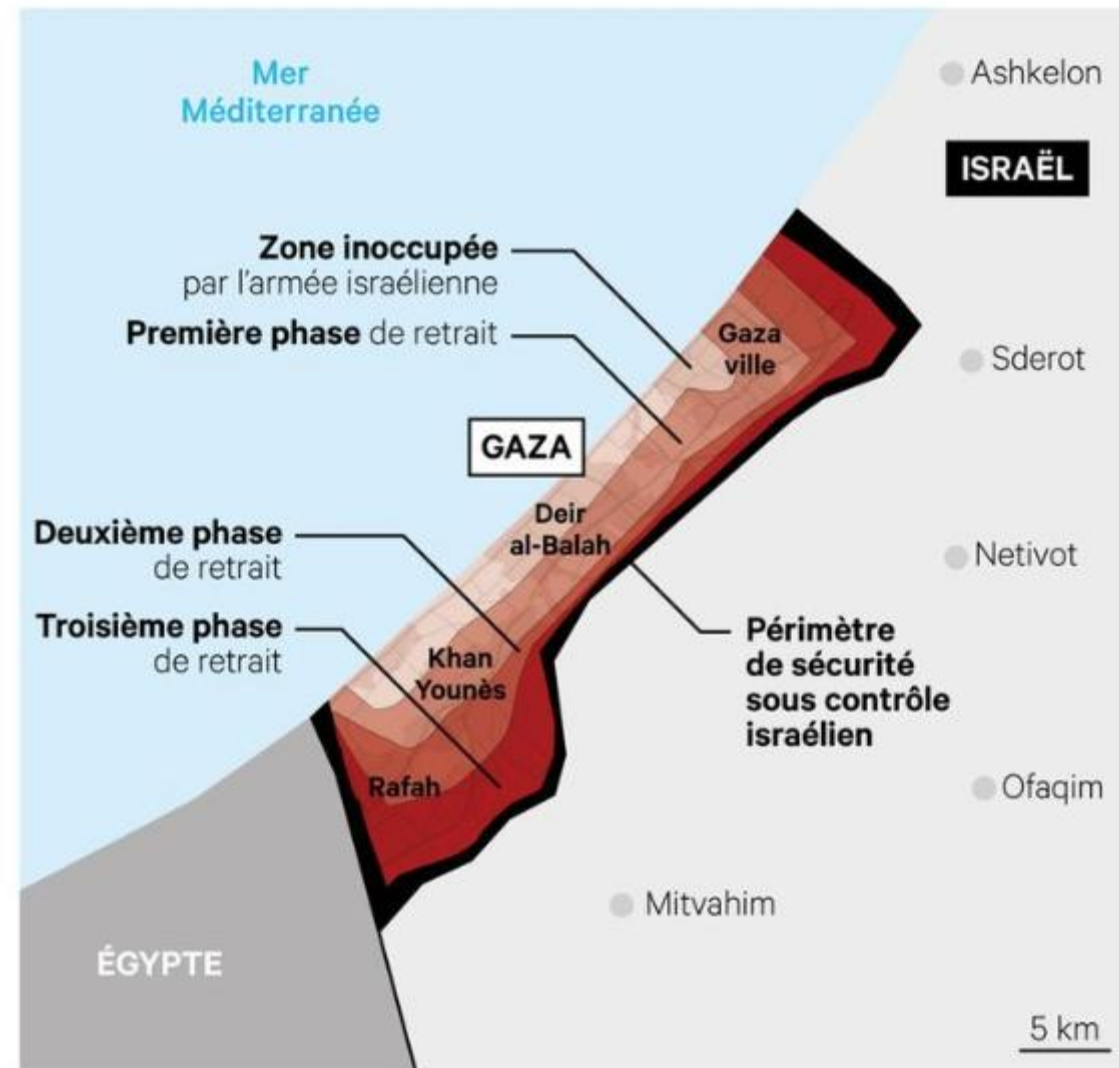 Mer
Méditerranée
Ashkelon
ISRAËL
Zone inoccupée
par l'armée israélienne
Première phase de retrait
Gaza
ville
Sderot
GAZA
Deir
al-Balah
Deuxième phase
de retrait
Netivot
Troisième phase
de retrait
Périmètre
de sécurité
sous contrôle
israélien
Khan
Younès
Rafah
Ofaqim
Mitvahim
ÉGYPTE
5 km